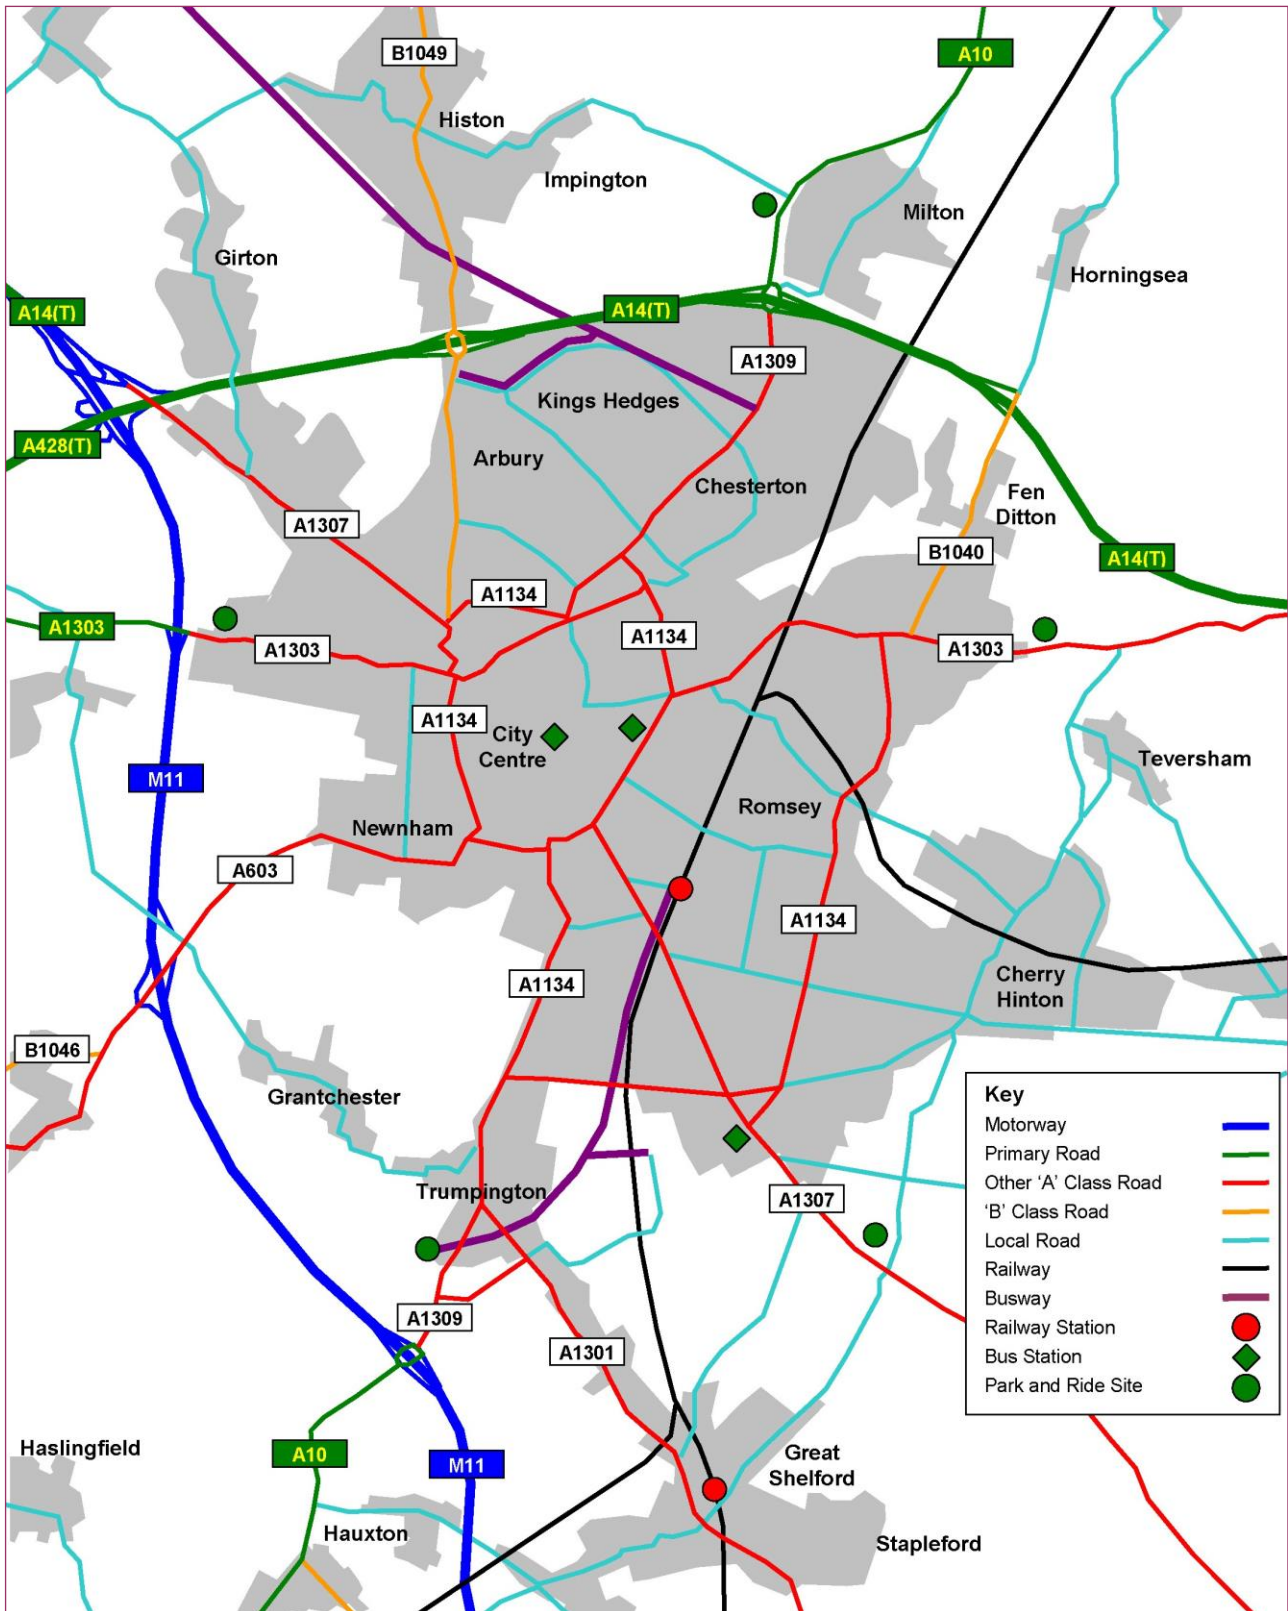 B1049
A10
Histon
Impington
Milton
Girton
Horningsea
A14(T)
A14(T)
A1309
Kings Hedges
A428(T)
Arbury
Chesterton
Fen
Ditton
A1307
B1040
A14(T)
A1134
A1303
A1134
A1303
A1303
A1134
City
Centre
Teversham
M11
Romsey
Newnham
A603
A1134
A1134
Cherry
Hinton
B1046
Grantchester
Trumpington
A1307
A1309
A1301
Haslingfield
A10
M11
Great
Shelford
Hauxton
Stapleford
Key
Motorway
Primary Road
Other ‘A’ Class Road
‘B’ Class Road
Local Road
Railway
Busway
Railway Station
Bus Station
Park and Ride Site